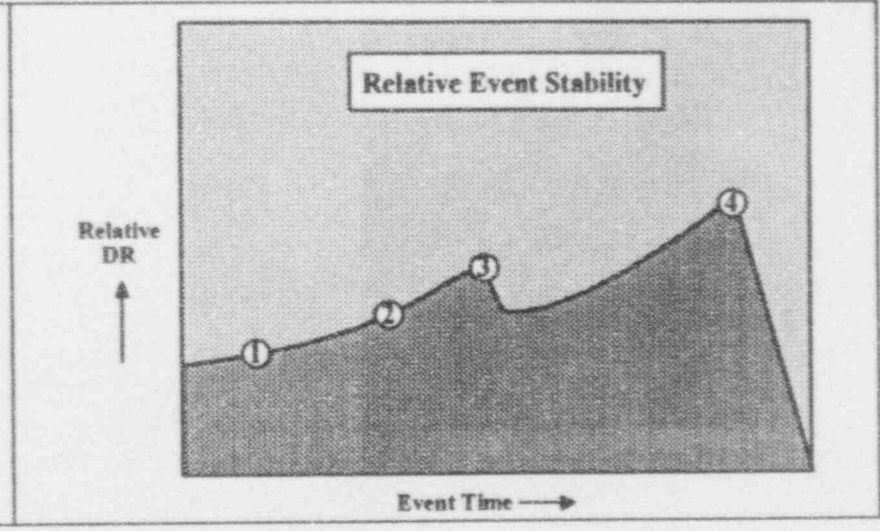 Relative Event Stability
④
Relative
DR
③
②
①
Event Time